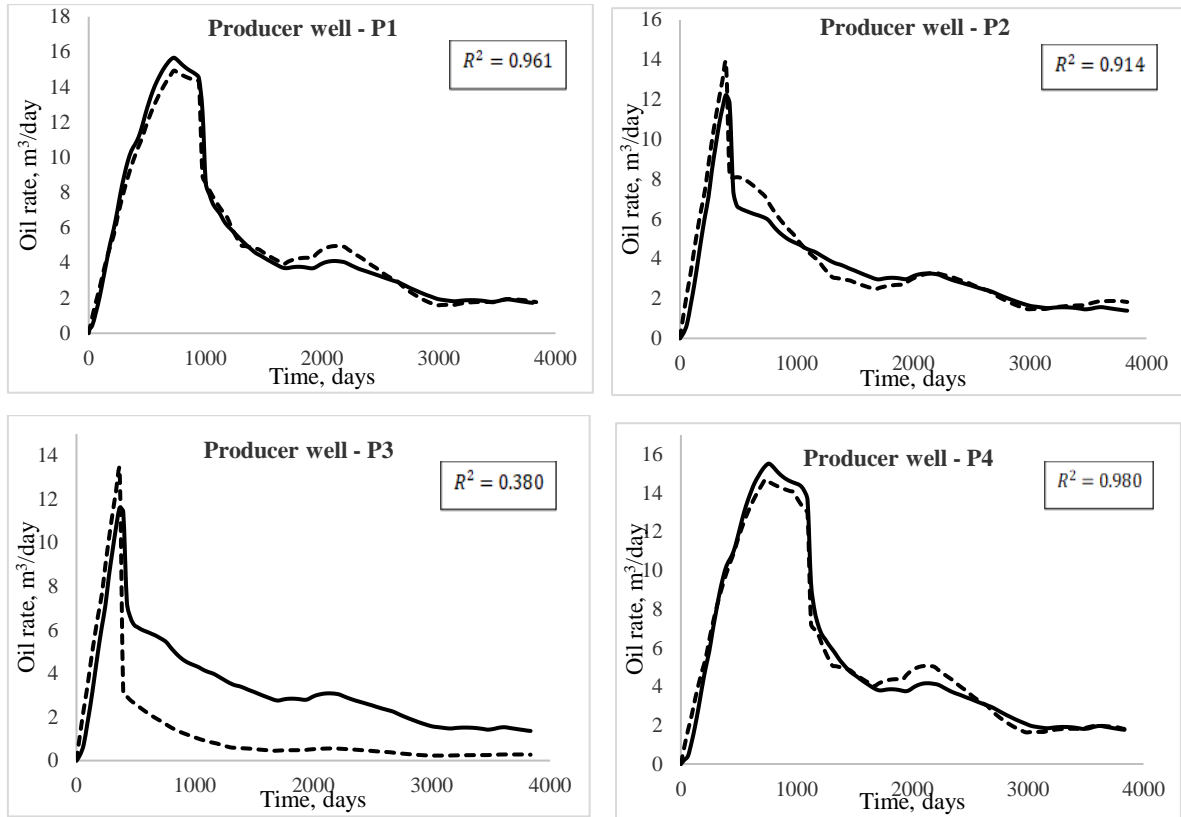 Producer well - P1
R² = 0.961
Oil rate, m³/day
18
16
14
12
10
8
6
4
2
0
0 1000 2000 3000 4000
Time, days
Producer well - P2
R² = 0.914
Oil rate, m³/day
16
14
12
10
8
6
4
2
0
0 1000 2000 3000 4000
Time, days
Producer well - P3
R² = 0.380
Oil rate, m³/day
14
12
10
8
6
4
2
0
0 1000 2000 3000 4000
Time, days
Producer well - P4
R² = 0.980
Oil rate, m³/day
16
14
12
10
8
6
4
2
0
0 1000 2000 3000 4000
Time, days